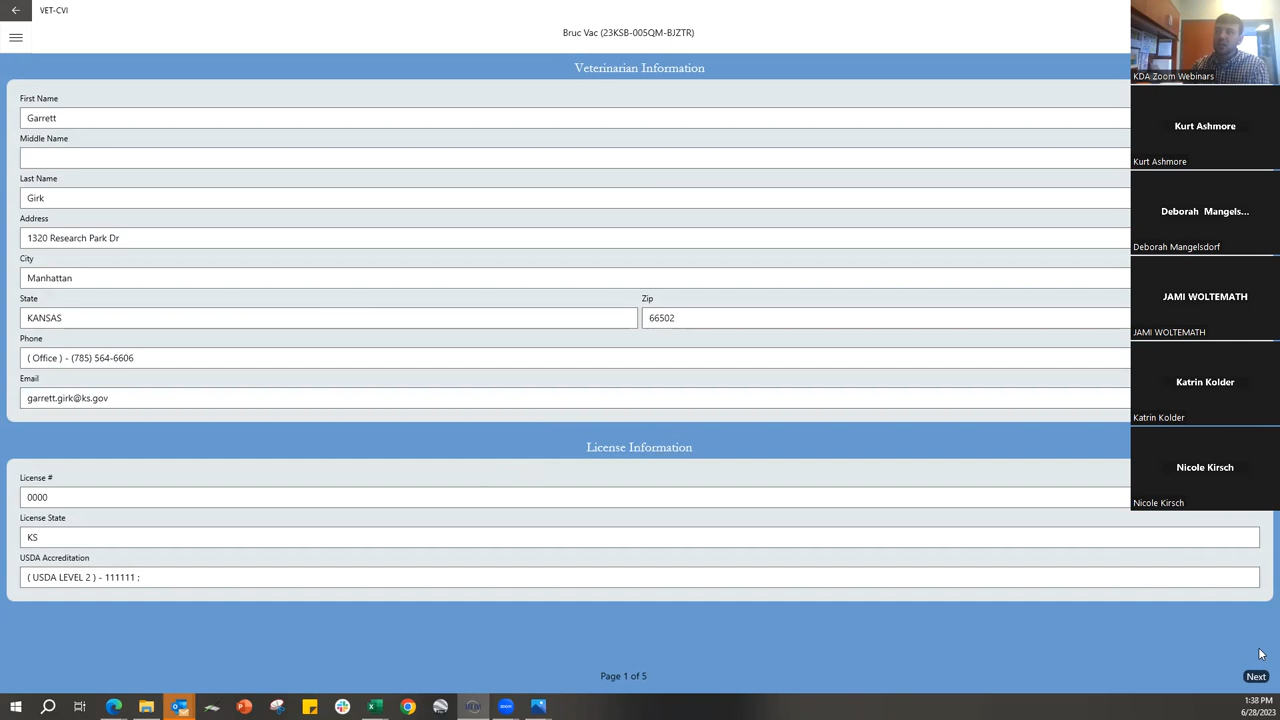 VET-CVI
Bruc Vac (23KSB-005QM-BJZTR)
Veterinarian Information
First Name
Garrett
Middle Name
Last Name
Girk
Address
1320 Research Park Dr
City
Manhattan
State
Zip
KANSAS
66502
Phone
( Office ) - (785) 564-6606
Email
garrett.girk@ks.gov
License Information
License #
0000
License State
KS
USDA Accreditation
( USDA LEVEL 2 ) - 111111 ;
Page 1 of 5
Next
KDA Zoom Webinars
Kurt Ashmore
Kurt Ashmore
Deborah Mangels...
Deborah Mangelsdorf
JAMI WOLTEMATH
JAMI WOLTEMATH
Katrin Kolder
Katrin Kolder
Nicole Kirsch
Nicole Kirsch
1:38 PM
6/28/2023